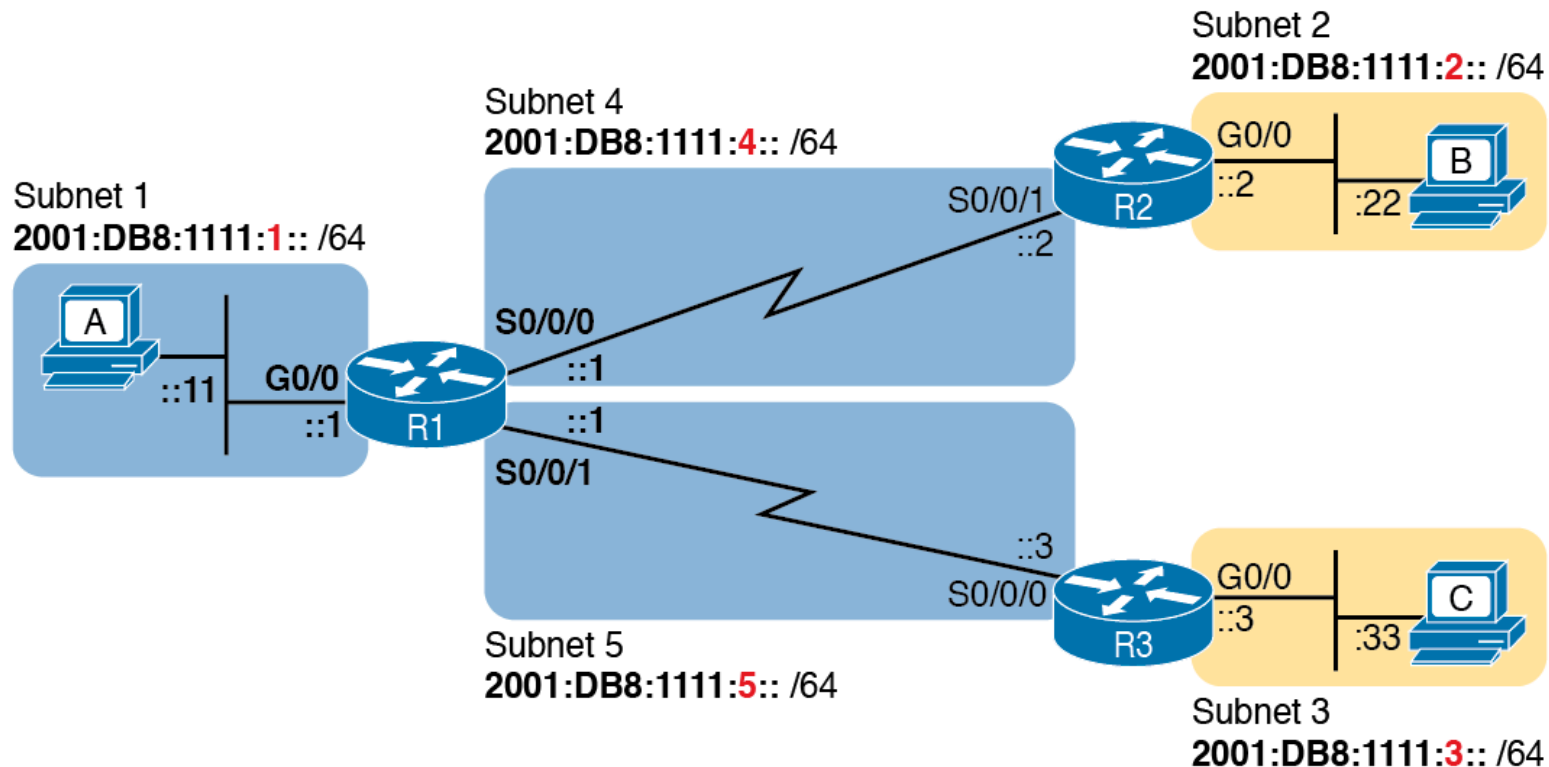 Subnet 2
2001:DB8:1111:2:: /64
Subnet 4
2001:DB8:1111:4:: /64
G0/0
B
S0/0/1
R2
::2
:22
::2
Subnet 1
2001:DB8:1111:1:: /64
A
S0/0/0
::1
G0/0
::11
::1
R1
::1
S0/0/1
::3
S0/0/0
G0/0
C
::3
:33
R3
Subnet 5
2001:DB8:1111:5:: /64
Subnet 3
2001:DB8:1111:3:: /64